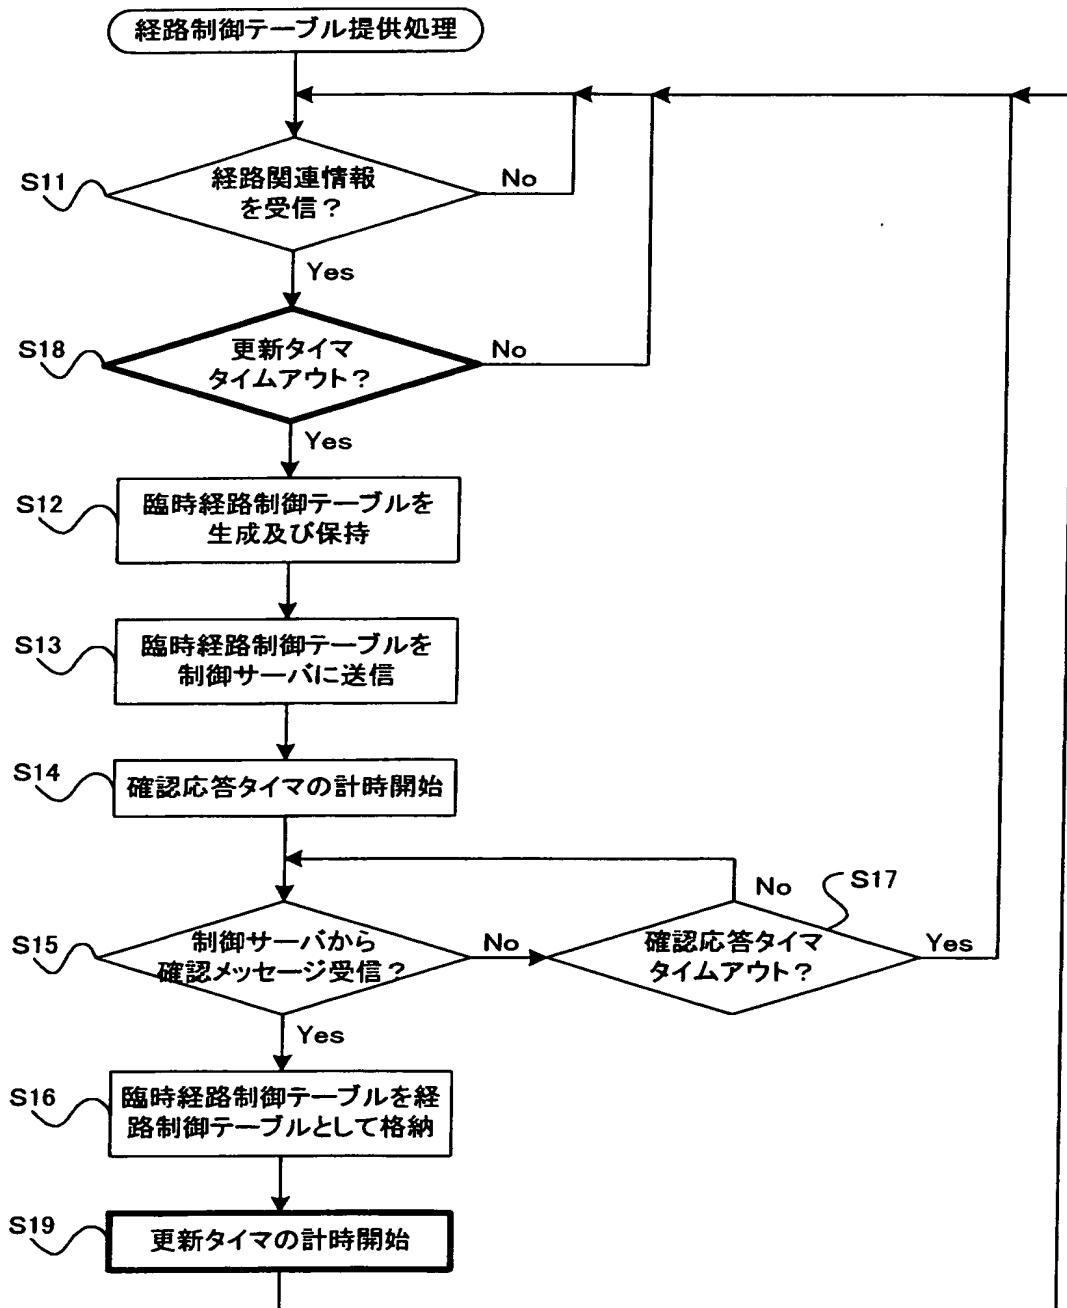 経路制御テーブル提供処理
S11
経路関連情報
を受信？
No
Yes
S18
更新タイマ
タイムアウト？
No
Yes
S12
臨時経路制御テーブルを
生成及び保持
S13
臨時経路制御テーブルを
制御サーバに送信
S14
確認応答タイマの計時開始
S15
制御サーバから
確認メッセージ受信？
No
Yes
S17
確認応答タイマ
タイムアウト？
No
Yes
S16
臨時経路制御テーブルを経
路制御テーブルとして格納
S19
更新タイマの計時開始